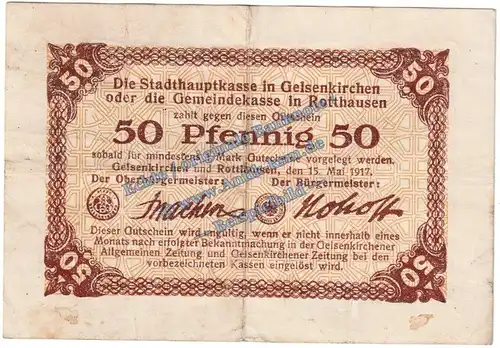 50 50
Die Stadthauptkasse in Gelsenkirchen
oder die Gemeindekasse in Rotthausen
zahlt gegen diesen Gutschein
50 Pfennig 50
sobald für mindestens Mark Gutscheine vorgelegt werden.
Gelsenkirchen und Rotthausen, den 15. Mai 1917.
Der Oberbürgermeister: Der Bürgermeister:
Dieser Gutschein wird ungültig, wenn er nicht innerhalb eines
Monats nach erfolgter Bekanntmachung in der Gelsenkirchener
Allgemeinen Zeitung und Gelsenkirchener Zeitung bei den
vorbezeichneten Kassen eingelöst wird.
50 50